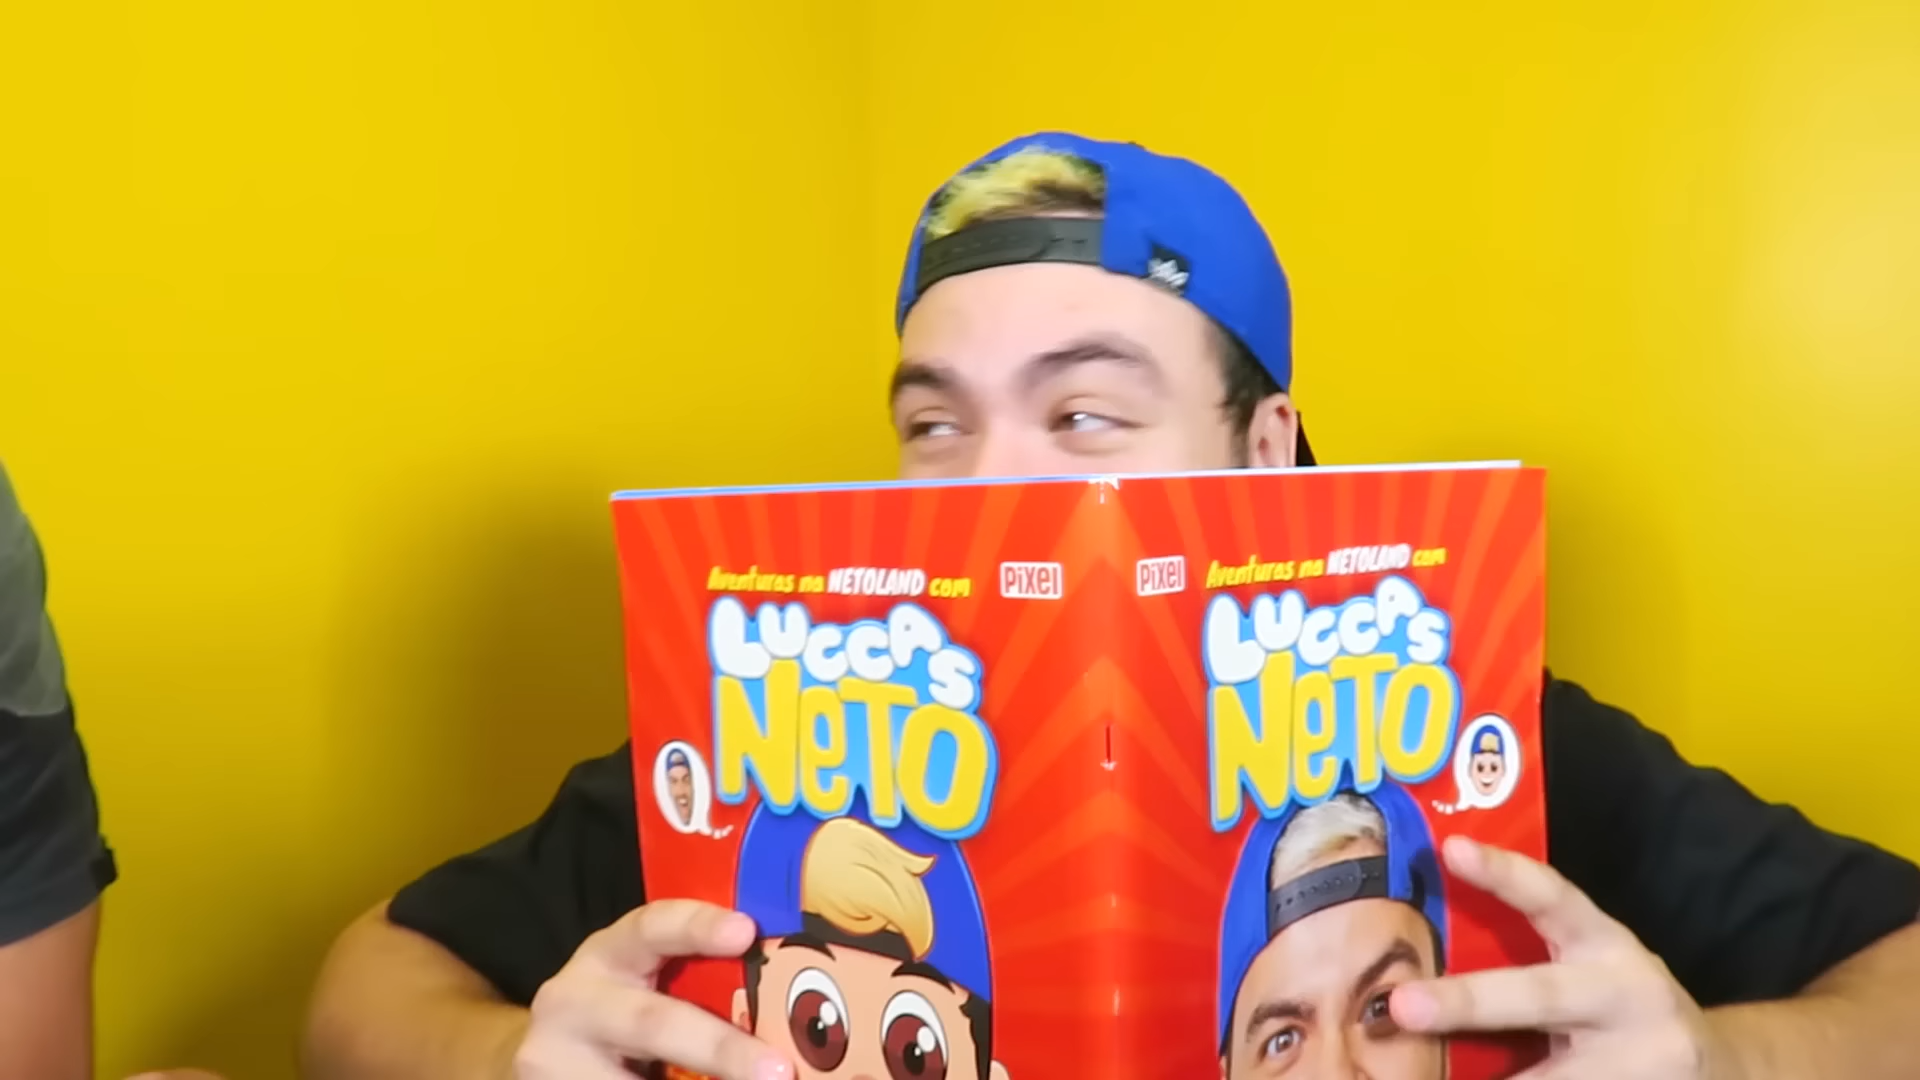 Aventuras na NETOLAND com
PiXEl
LUCCAS
NeTO
PiXEl
Aventuras na NETOLAND com
LUCCAS
NeTO